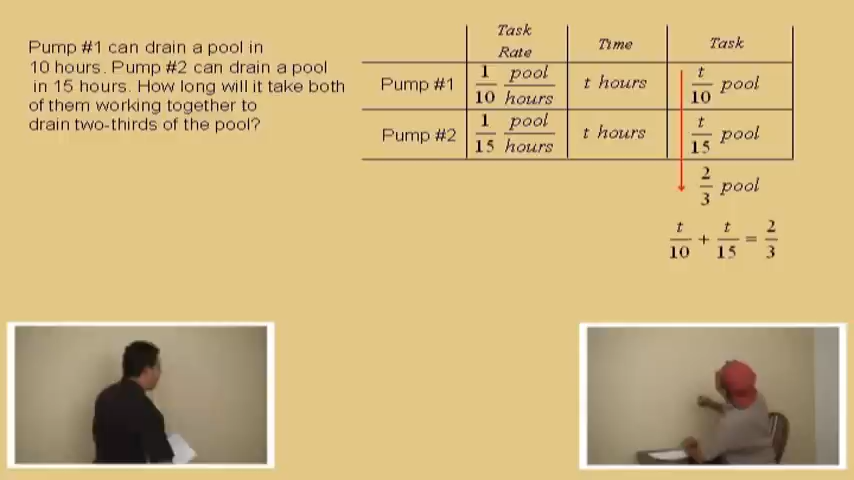 Pump #1 can drain a pool in
10 hours. Pump #2 can drain a pool
in 15 hours. How long will it take both
of them working together to
drain two-thirds of the pool?
Task Rate Time Task
Pump #1 1/10 pool/hours t hours t/10 pool
Pump #2 1/15 pool/hours t hours t/15 pool
2/3 pool
t/10 + t/15 = 2/3